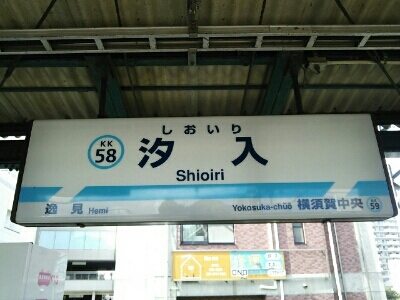 しおいり
KK
58
汐入
Shioiri
逸見 Hemi
Yokosuka-chūō 横須賀中央 KK 59